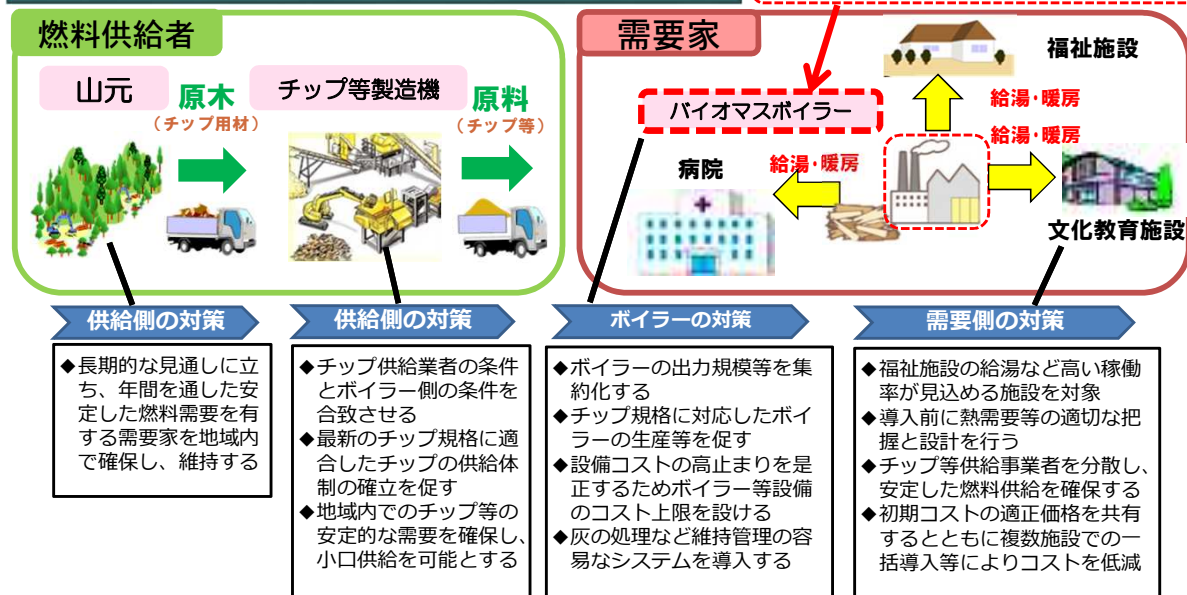 燃料供給者
山元
原木
（チップ用材）
チップ等製造機
原料
（チップ等）
需要家
バイオマスボイラー
福祉施設
給湯・暖房
給湯・暖房
病院
給湯・暖房
文化教育施設
供給側の対策
◆長期的な見通しに立
ち、年間を通した安
定した燃料需要を有
する需要家を地域内
で確保し、維持する
供給側の対策
◆チップ供給業者の条件
とボイラー側の条件を
合致させる
◆最新のチップ規格に適
合したチップの供給体
制の確立を促す
◆地域内でのチップ等の
安定的な需要を確保し、
小口供給を可能とする
ボイラーの対策
◆ボイラーの出力規模等を集
約化する
◆チップ規格に対応したボイ
ラーの生産等を促す
◆設備コストの高止まりを是
正するためボイラー等設備
のコスト上限を設ける
◆灰の処理など維持管理の容
易なシステムを導入する
需要側の対策
◆福祉施設の給湯など高い稼働
率が見込める施設を対象
◆導入前に熱需要等の適切な把
握と設計を行う
◆チップ等供給事業者を分散し、
安定した燃料供給を確保する
◆初期コストの適正価格を共有
するとともに複数施設での一
括導入等によりコストを低減